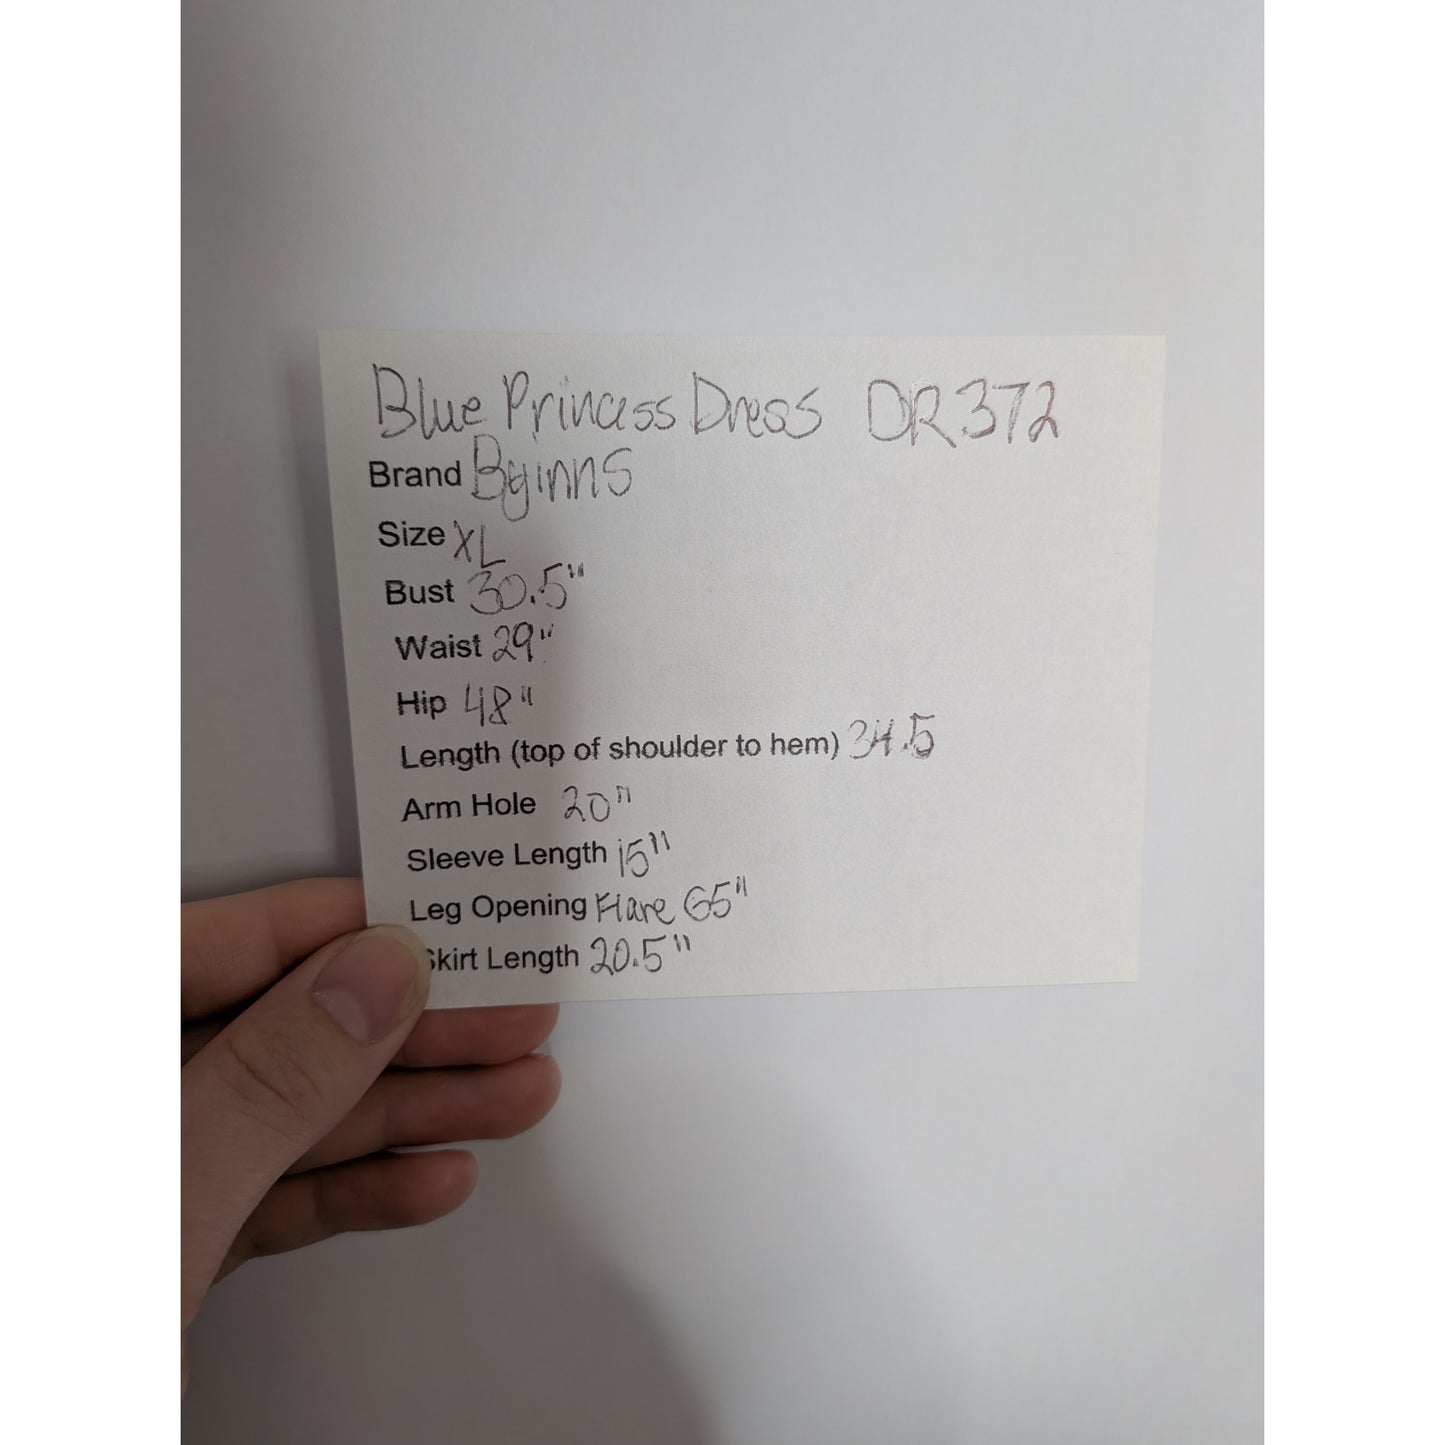 Blue Princess Dress DR372
Brand Byinns
Size XL
Bust 30.5"
Waist 29"
Hip 48"
Length (top of shoulder to hem) 34.5
Arm Hole 20"
Sleeve Length 15"
Leg Opening Flare 65"
Skirt Length 20.5"